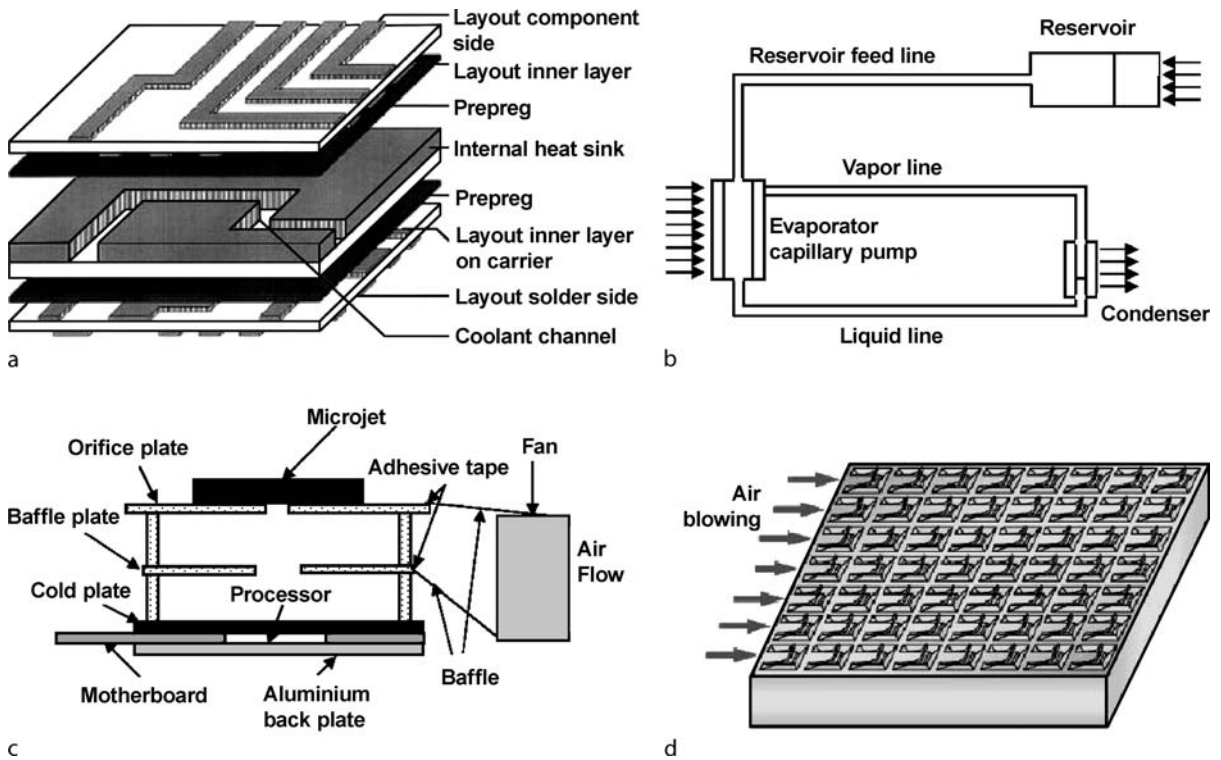 Layout component
side
Layout inner layer
Prepreg
Internal heat sink
Prepreg
Layout inner layer
on carrier
Layout solder side
Coolant channel
a
Reservoir
Reservoir feed line
Vapor line
Evaporator
capillary pump
Condenser
Liquid line
b
Microjet
Orifice plate
Adhesive tape
Fan
Baffle plate
Air
Flow
Cold plate
Processor
Motherboard
Aluminium
back plate
Baffle
c
Air
blowing
d